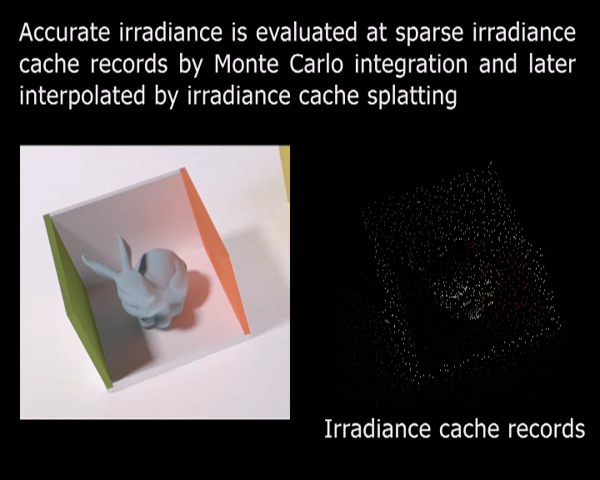 Accurate irradiance is evaluated at sparse irradiance
cache records by Monte Carlo integration and later
interpolated by irradiance cache splatting
Irradiance cache records